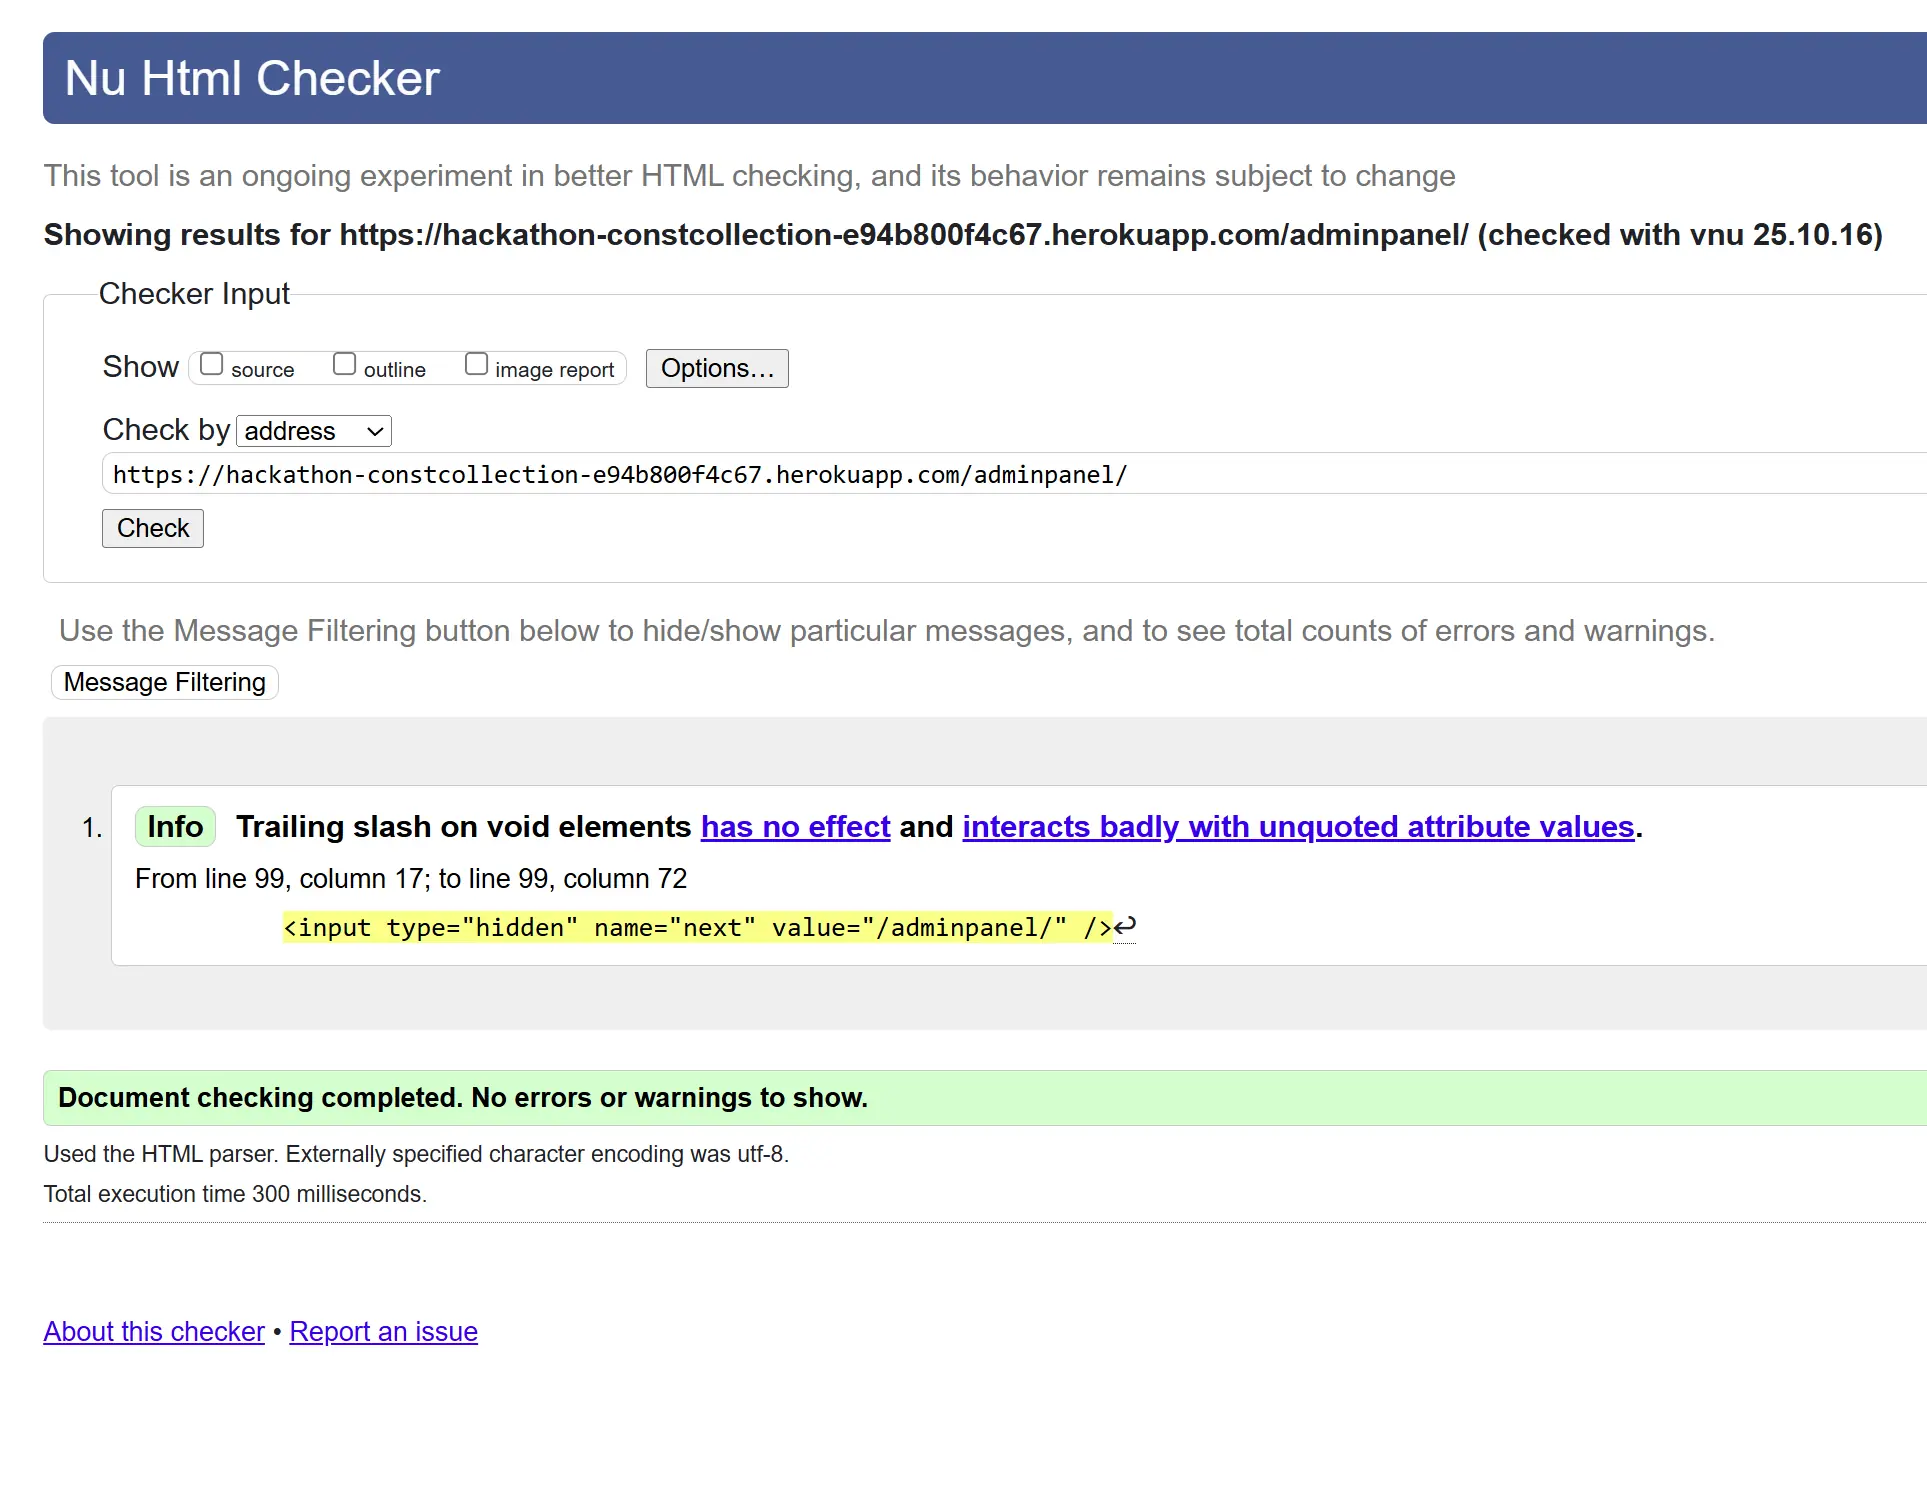 Nu Html Checker
This tool is an ongoing experiment in better HTML checking, and its behavior remains subject to change
Showing results for https://hackathon-constcollection-e94b800f4c67.herokuapp.com/adminpanel/ (checked with vnu 25.10.16)
Checker Input
Show source outline image report Options…
Check by address
https://hackathon-constcollection-e94b800f4c67.herokuapp.com/adminpanel/
Check
Use the Message Filtering button below to hide/show particular messages, and to see total counts of errors and warnings.
Message Filtering
1. Info Trailing slash on void elements has no effect and interacts badly with unquoted attribute values.
From line 99, column 17; to line 99, column 72
<input type="hidden" name="next" value="/adminpanel/" />↩
Document checking completed. No errors or warnings to show.
Used the HTML parser. Externally specified character encoding was utf-8.
Total execution time 300 milliseconds.
About this checker • Report an issue